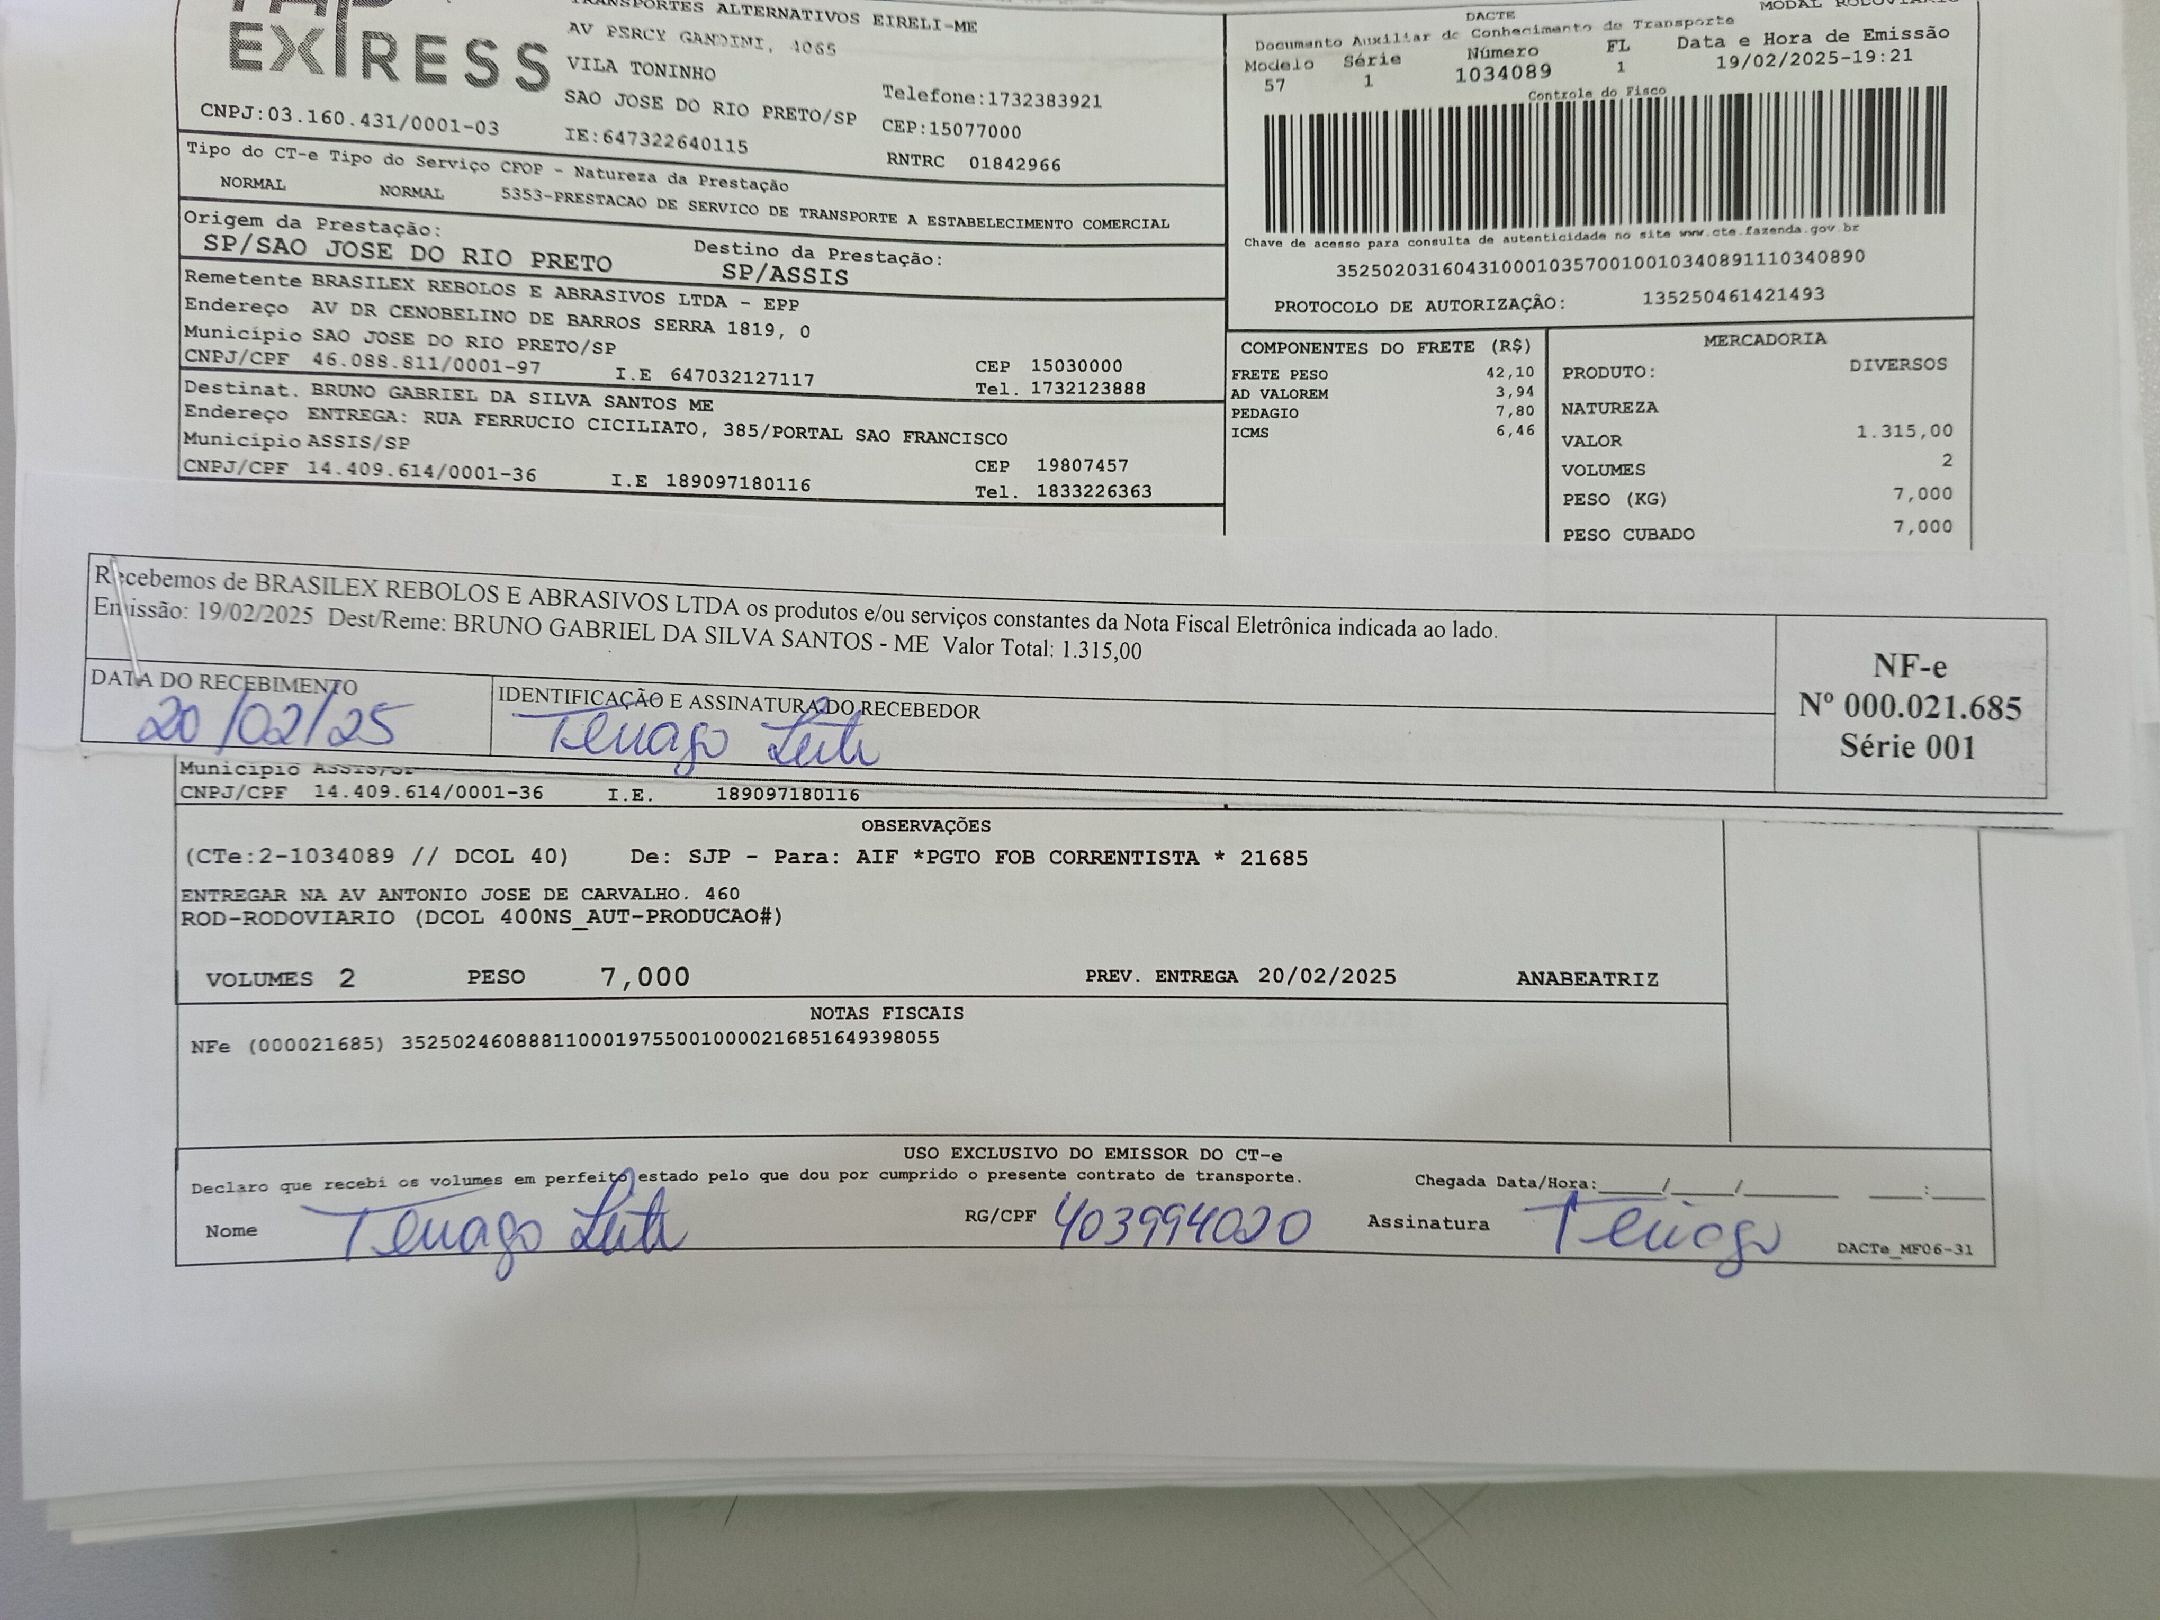 EXPRESS
TRANSPORTES ALTERNATIVOS EIRELI-ME
AV PERCY GANDINI, 4065
VILA TONINHO
SAO JOSE DO RIO PRETO/SP
Telefone:1732383921
CEP:15077000
CNPJ:03.160.431/0001-03
IE:647322640115
RNTRC 01842966
MODAL RODOVIARIO
DACTE
Documento Auxiliar de Conhecimento de Transporte
Modelo Série Número FL Data e Hora de Emissão
57 1 1034089 1 19/02/2025-19:21
Controle do Fisco
Chave de acesso para consulta de autenticidade no site www.cte.fazenda.gov.br
35250203160431000103570010010340891110340890
PROTOCOLO DE AUTORIZAÇÃO: 135250461421493
Tipo do CT-e Tipo do Serviço CFOP - Natureza da Prestação
NORMAL NORMAL 5353-PRESTACAO DE SERVICO DE TRANSPORTE A ESTABELECIMENTO COMERCIAL
Origem da Prestação: Destino da Prestação:
SP/SAO JOSE DO RIO PRETO SP/ASSIS
Remetente BRASILEX REBOLOS E ABRASIVOS LTDA - EPP
Endereço AV DR CENOBELINO DE BARROS SERRA 1819, 0
Município SAO JOSE DO RIO PRETO/SP CEP 15030000
CNPJ/CPF 46.088.811/0001-97 I.E 647032127117 Tel. 1732123888
Destinat. BRUNO GABRIEL DA SILVA SANTOS ME
Endereço ENTREGA: RUA FERRUCIO CICILIATO, 385/PORTAL SAO FRANCISCO
Município ASSIS/SP CEP 19807457
CNPJ/CPF 14.409.614/0001-36 I.E 189097180116 Tel. 1833226363
COMPONENTES DO FRETE (R$)
FRETE PESO 42,10
AD VALOREM 3,94
PEDAGIO 7,80
ICMS 6,46
MERCADORIA
PRODUTO: DIVERSOS
NATUREZA
VALOR 1.315,00
VOLUMES 2
PESO (KG) 7,000
PESO CUBADO 7,000
Recebemos de BRASILEX REBOLOS E ABRASIVOS LTDA os produtos e/ou serviços constantes da Nota Fiscal Eletrônica indicada ao lado.
Emissão: 19/02/2025 Dest/Reme: BRUNO GABRIEL DA SILVA SANTOS - ME Valor Total: 1.315,00
DATA DO RECEBIMENTO
20/02/25
IDENTIFICAÇÃO E ASSINATURA DO RECEBEDOR
NF-e
Nº 000.021.685
Série 001
Município ASSIS/SP
CNPJ/CPF 14.409.614/0001-36 I.E. 189097180116
OBSERVAÇÕES
(CTe:2-1034089 // DCOL 40) De: SJP - Para: AIF *PGTO FOB CORRENTISTA * 21685
ENTREGAR NA AV ANTONIO JOSE DE CARVALHO. 460
ROD-RODOVIARIO (DCOL 400NS_AUT-PRODUCAO#)
VOLUMES 2 PESO 7,000 PREV. ENTREGA 20/02/2025 ANABEATRIZ
NOTAS FISCAIS
NFe (000021685) 35250246088811000197550010000216851649398055
USO EXCLUSIVO DO EMISSOR DO CT-e
Declaro que recebi os volumes em perfeito estado pelo que dou por cumprido o presente contrato de transporte. Chegada Data/Hora:____/____/______ ____:____
Nome RG/CPF 403994020 Assinatura
DACTe_MF06-31